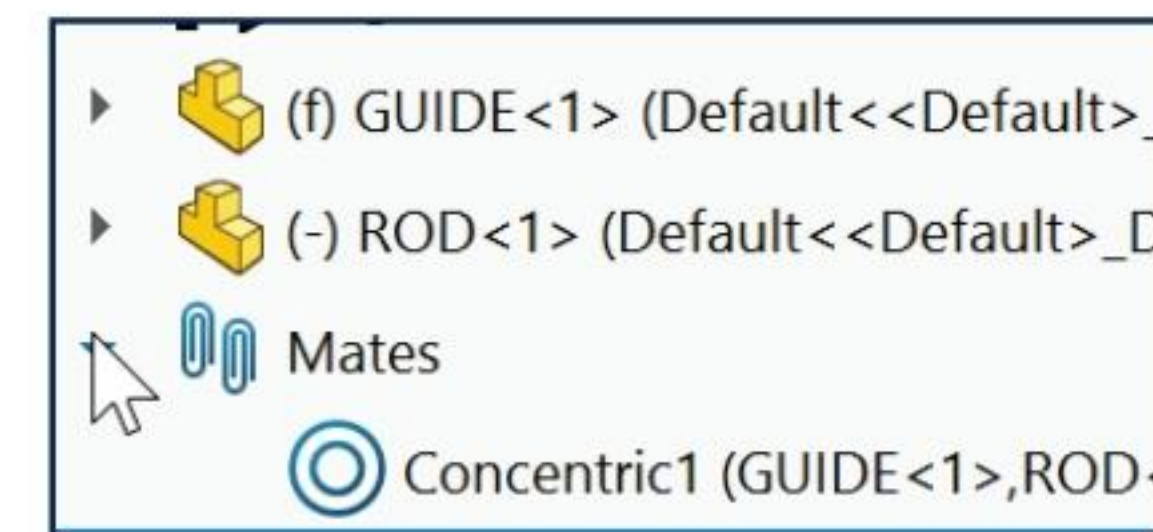 (f) GUIDE<1> (Default<<Default>_
(-) ROD<1> (Default<<Default>_D
Mates
Concentric1 (GUIDE<1>,ROD<